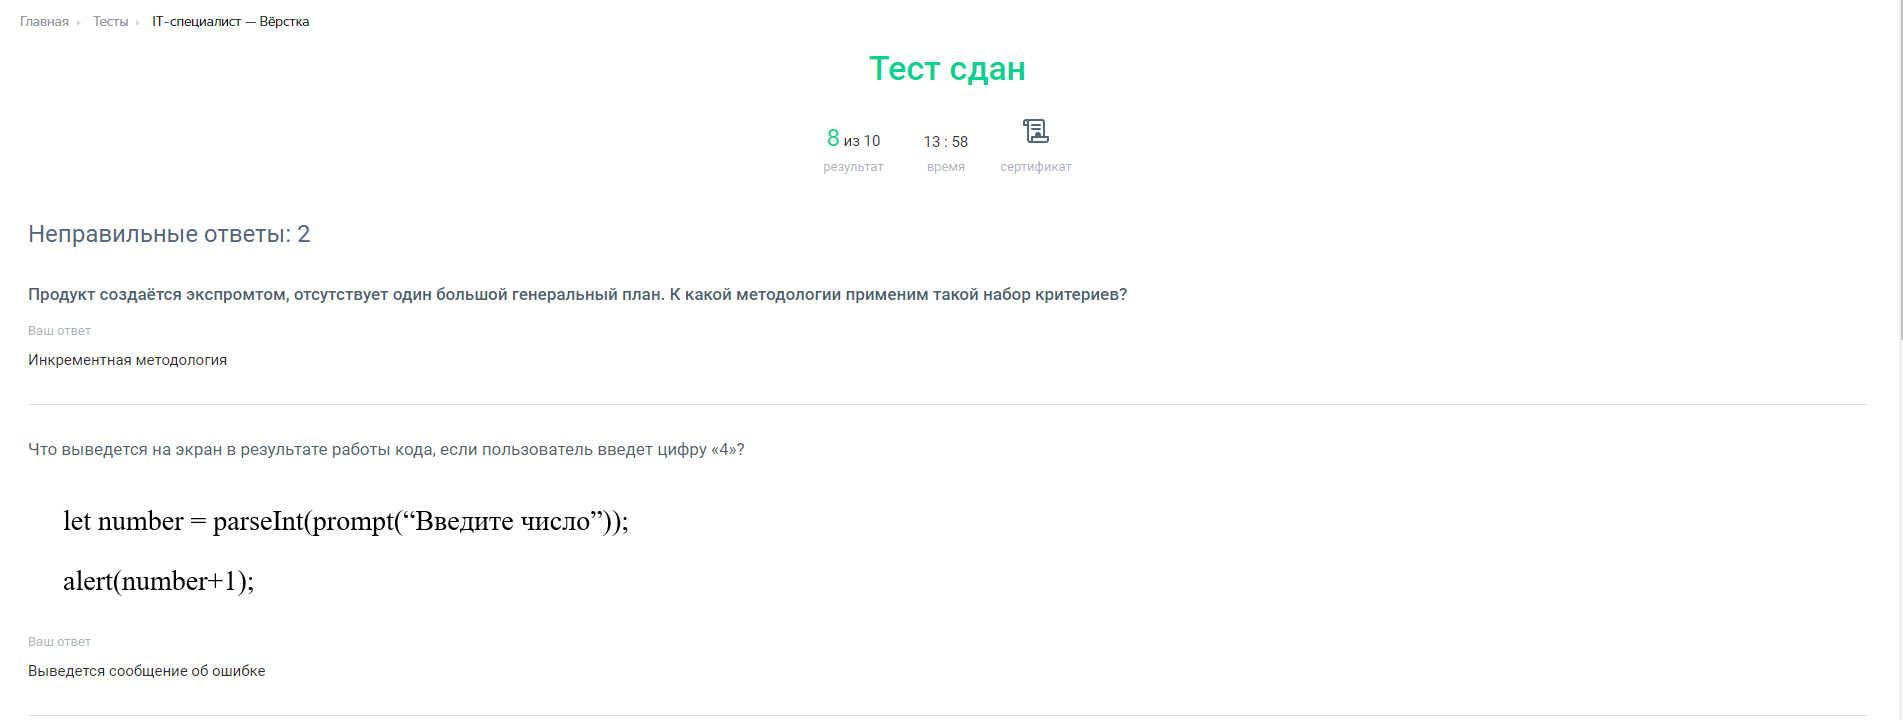 Главная Тесты IT-специалист — Вёрстка
Тест сдан
8 из 10 13 : 58
результат время сертификат
Неправильные ответы: 2
Продукт создаётся экспромтом, отсутствует один большой генеральный план. К какой методологии применим такой набор критериев?
Ваш ответ
Инкрементная методология
Что выведется на экран в результате работы кода, если пользователь введет цифру «4»?
let number = parseInt(prompt(“Введите число”));
alert(number+1);
Ваш ответ
Выведется сообщение об ошибке